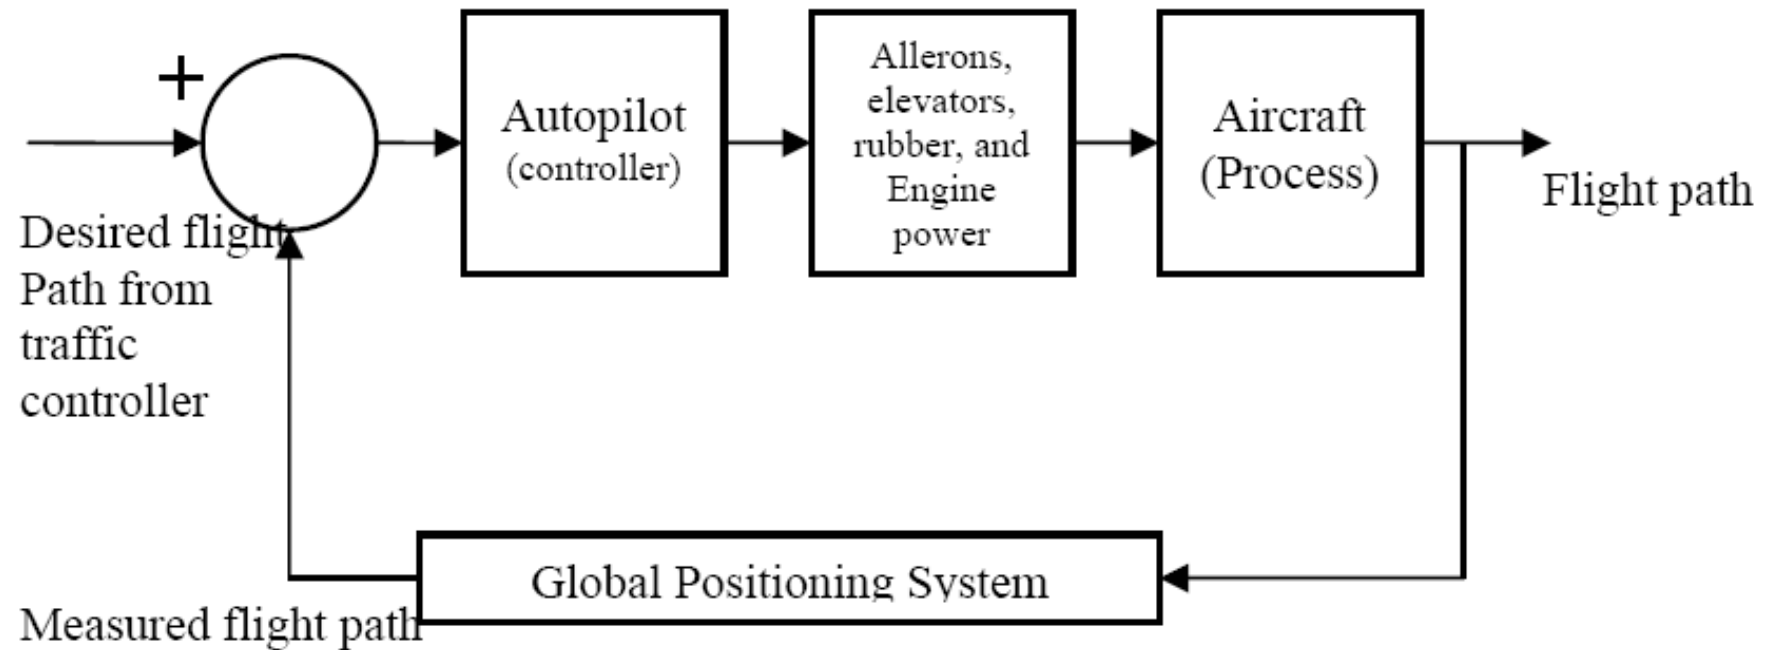 +
Autopilot
(controller)
Allerons,
elevators,
rubber, and
Engine
power
Aircraft
(Process)
Flight path
Desired flight
Path from
traffic
controller
Global Positioning System
Measured flight path